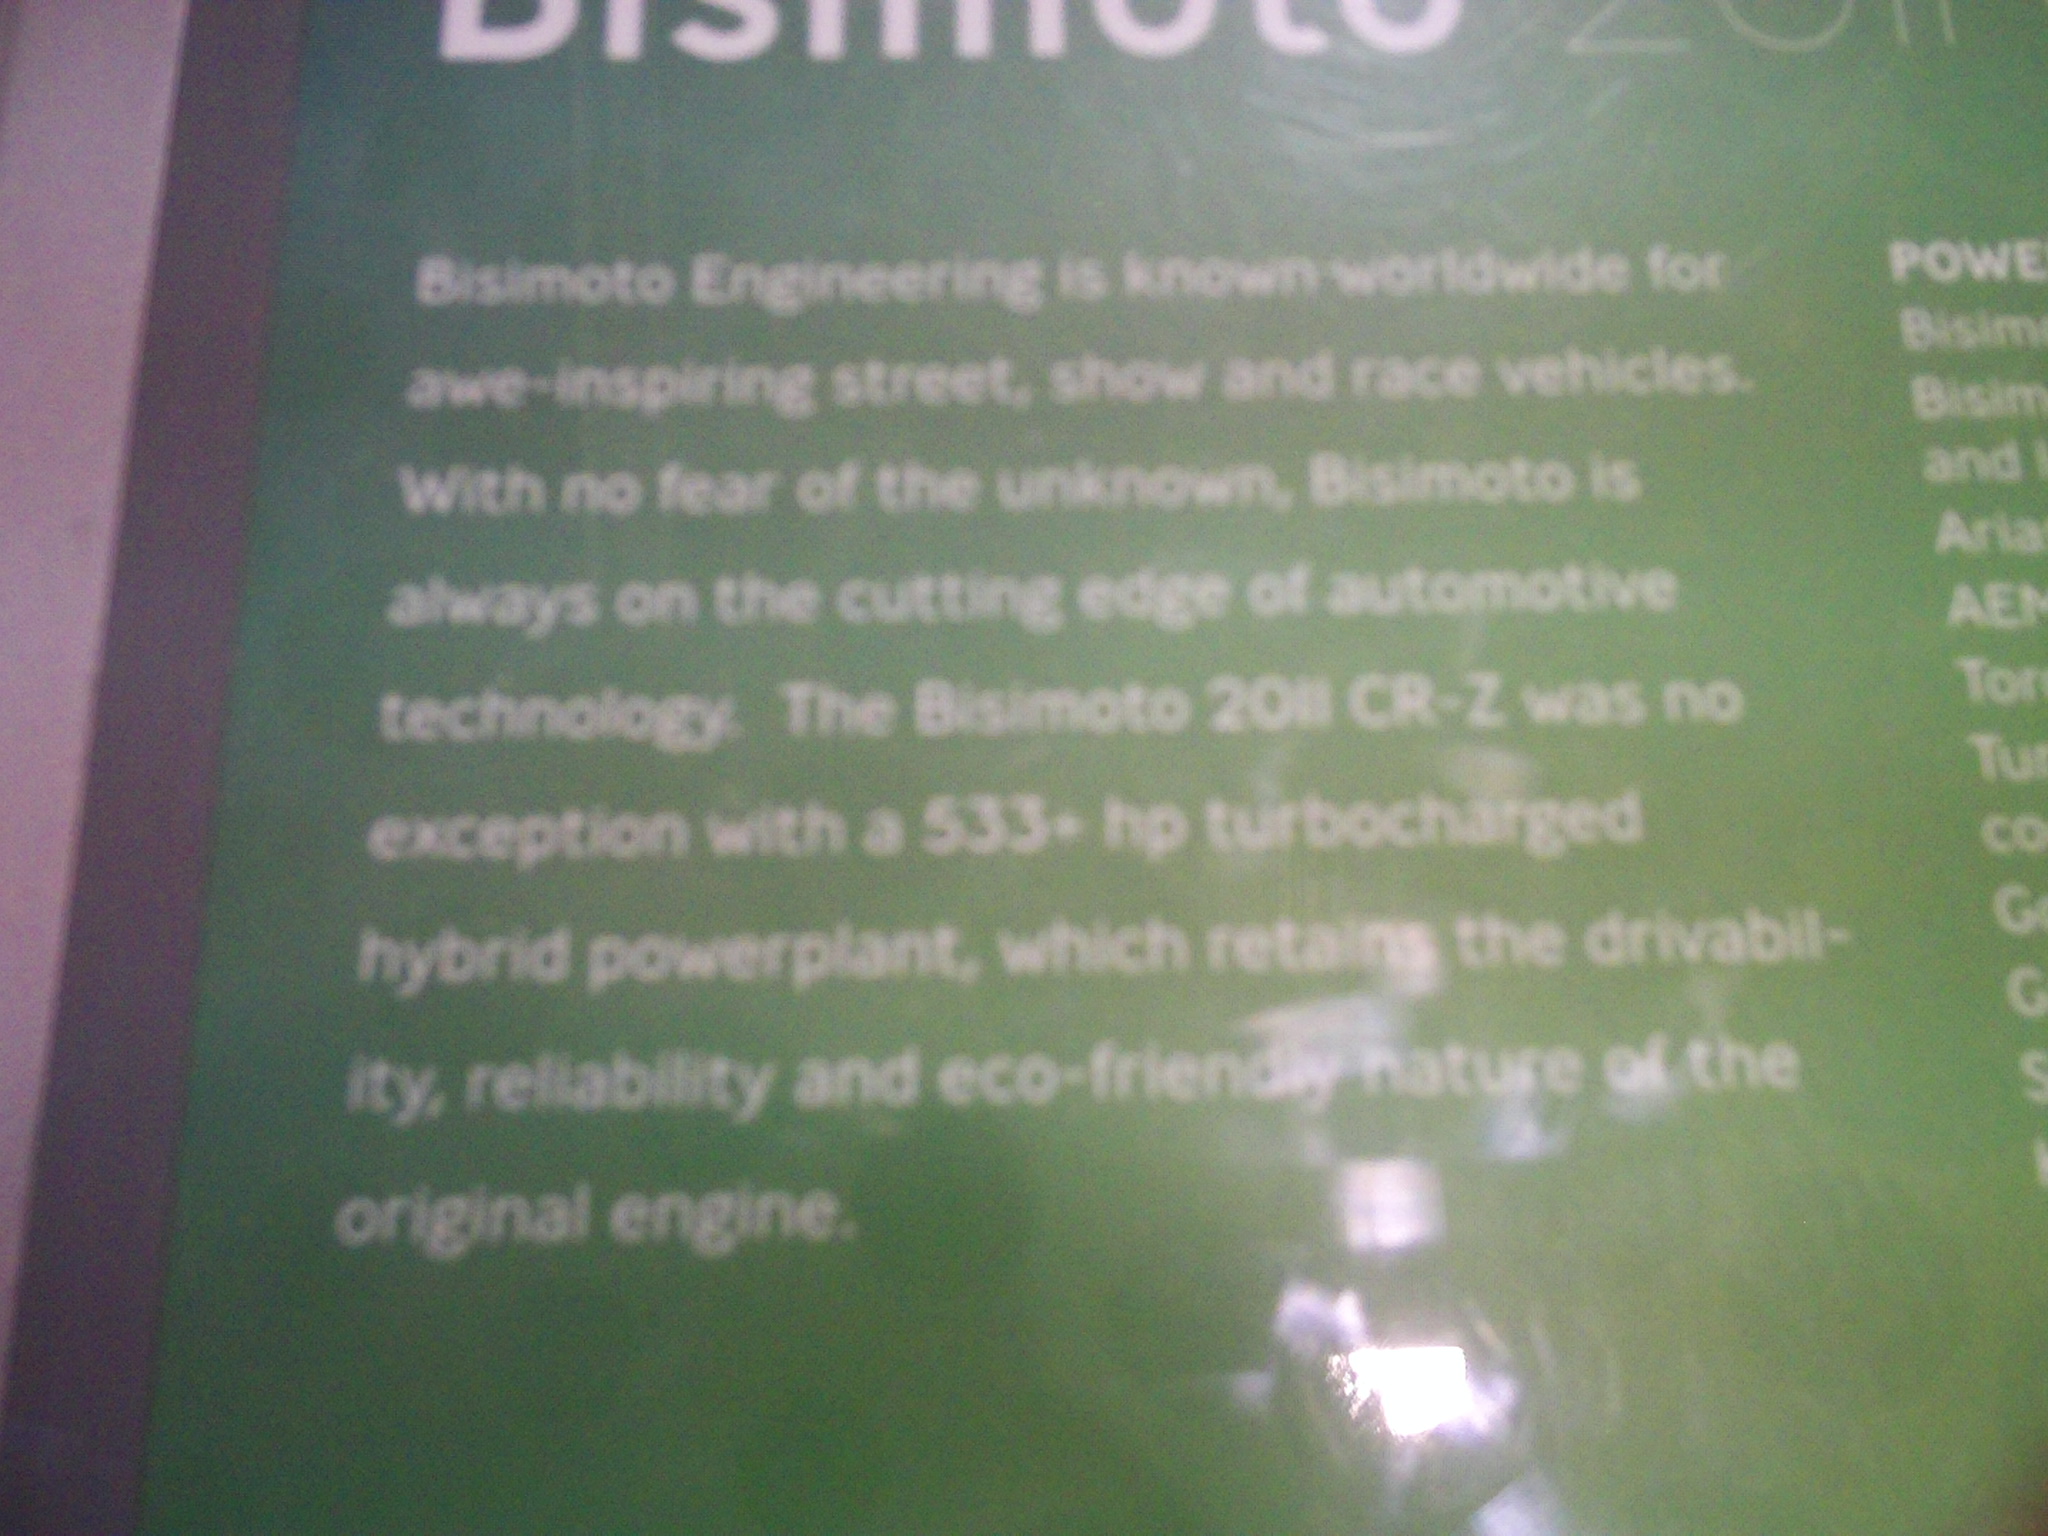 Bisimoto 2011
Bisimoto Engineering is known worldwide for
awe-inspiring street, show and race vehicles.
With no fear of the unknown, Bisimoto is
always on the cutting edge of automotive
technology. The Bisimoto 2011 CR-Z was no
exception with a 533+ hp turbocharged
hybrid powerplant, which retains the drivabil-
ity, reliability and eco-friendly nature of the
original engine.
and